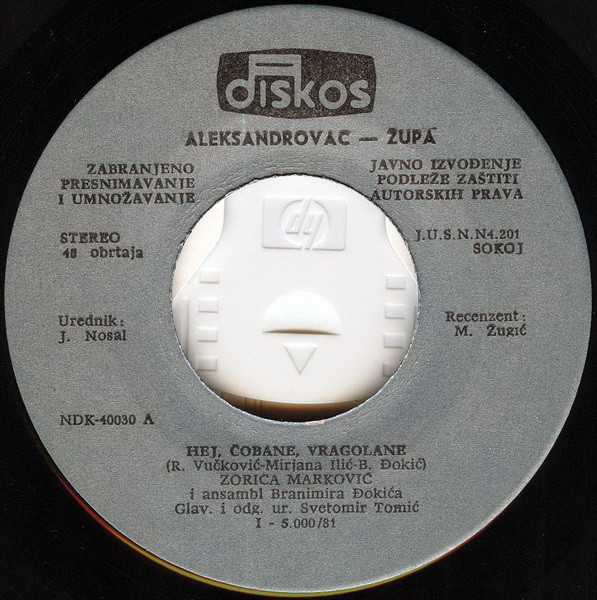 diskos
ALEKSANDROVAC — ŽUPA
ZABRANJENO
PRESNIMAVANJE
I UMNOŽAVANJE
JAVNO IZVOĐENJE
PODLEŽE ZAŠTITI
AUTORSKIH PRAVA
STEREO
45 obrtaja
J.U.S.N.N4.201
SOKOJ
hp
Urednik:
J. Nosal
Recenzent:
M. Žugić
NDK-40030 A
HEJ, ČOBANE, VRAGOLANE
(R. Vučković-Mirjana Ilić-B. Đokić)
ZORICA MARKOVIĆ
i ansambl Branimira Đokića
Glav. i odg. ur. Svetomir Tomić
I - 5.000/81